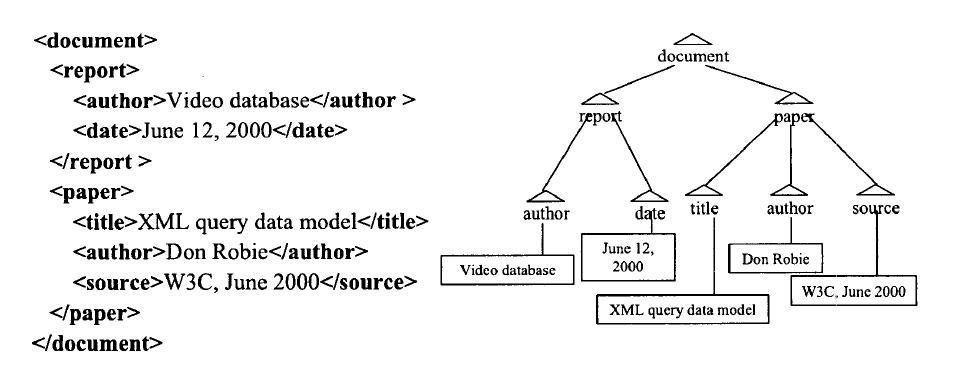 <document>
<report>
<author>Video database</author >
<date>June 12, 2000</date>
</report >
<paper>
<title>XML query data model</title>
<author>Don Robie</author>
<source>W3C, June 2000</source>
</paper>
</document>
document
report
paper
author
date
title
author
source
Video database
June 12,
2000
Don Robie
W3C, June 2000
XML query data model